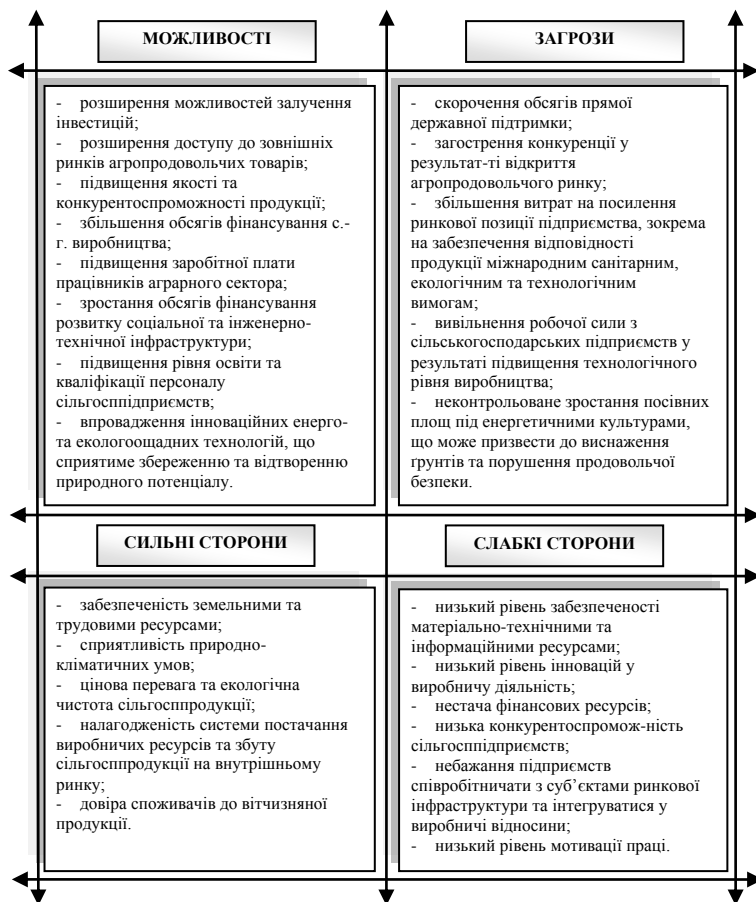 МОЖЛИВОСТІ
- розширення можливостей залучення
інвестицій;
- розширення доступу до зовнішніх
ринків агропродовольчих товарів;
- підвищення якості та
конкурентоспроможності продукції;
- збільшення обсягів фінансування с.-
г. виробництва;
- підвищення заробітної плати
працівників аграрного сектора;
- зростання обсягів фінансування
розвитку соціальної та інженерно-
технічної інфраструктури;
- підвищення рівня освіти та
кваліфікації персоналу
сільгосппідприємств;
- впровадження інноваційних енерго-
та екологоощадних технологій, що
сприятиме збереженню та відтворенню
природного потенціалу.
ЗАГРОЗИ
- скорочення обсягів прямої
державної підтримки;
- загострення конкуренції у
результат-ті відкриття
агропродовольчого ринку;
- збільшення витрат на посилення
ринкової позиції підприємства, зокрема
на забезпечення відповідності
продукції міжнародним санітарним,
екологічним та технологічним
вимогам;
- вивільнення робочої сили з
сільськогосподарських підприємств у
результаті підвищення технологічного
рівня виробництва;
- неконтрольоване зростання посівних
площ під енергетичними культурами,
що може призвести до виснаження
ґрунтів та порушення продовольчої
безпеки.
СИЛЬНІ СТОРОНИ
- забезпеченість земельними та
трудовими ресурсами;
- сприятливість природно-
кліматичних умов;
- цінова перевага та екологічна
чистота сільгосппродукції;
- налагодженість системи постачання
виробничих ресурсів та збуту
сільгосппродукції на внутрішньому
ринку;
- довіра споживачів до вітчизняної
продукції.
СЛАБКІ СТОРОНИ
- низький рівень забезпеченості
матеріально-технічними та
інформаційними ресурсами;
- низький рівень інновацій у
виробничу діяльність;
- нестача фінансових ресурсів;
- низька конкурентоспромож-ність
сільгосппідприємств;
- небажання підприємств
співробітничати з суб’єктами ринкової
інфраструктури та інтегруватися у
виробничі відносини;
- низький рівень мотивації праці.